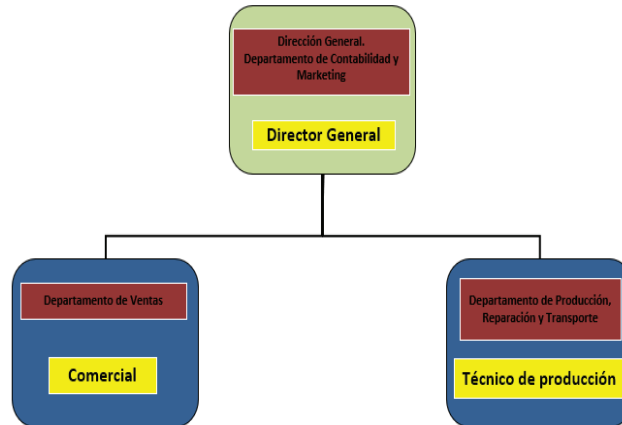 Dirección General.
Departamento de Contabilidad y
Marketing
Director General
Departamento de Ventas
Comercial
Departamento de Producción,
Reparación y Transporte
Técnico de producción